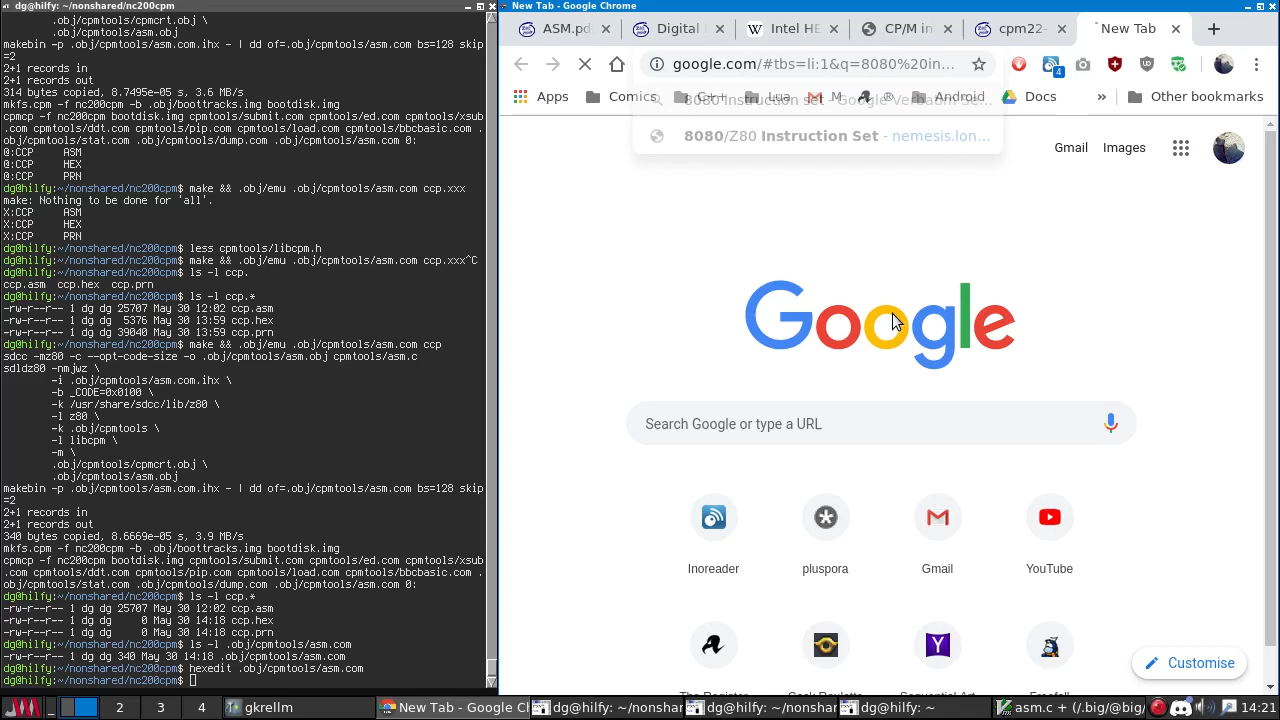 dg@hilfy: ~/nonshared/nc200cpm
.obj/cpmtools/cpmcrt.obj \
.obj/cpmtools/asm.obj
makebin -p .obj/cpmtools/asm.com.ihx - | dd of=.obj/cpmtools/asm.com bs=128 skip
=2
2+1 records in
2+1 records out
314 bytes copied, 8.7495e-05 s, 3.6 MB/s
mkfs.cpm -f nc200cpm -b .obj/boottracks.img bootdisk.img
cpmcp -f nc200cpm bootdisk.img cpmtools/submit.com cpmtools/ed.com cpmtools/xsub
.com cpmtools/ddt.com cpmtools/pip.com cpmtools/load.com cpmtools/bbcbasic.com .
obj/cpmtools/stat.com .obj/cpmtools/dump.com .obj/cpmtools/asm.com 0:
@:CCP ASM
@:CCP HEX
@:CCP PRN
dg@hilfy:~/nonshared/nc200cpm$ make && .obj/emu .obj/cpmtools/asm.com ccp.xxx
make: Nothing to be done for 'all'.
X:CCP ASM
X:CCP HEX
X:CCP PRN
dg@hilfy:~/nonshared/nc200cpm$ less cpmtools/libcpm.h
dg@hilfy:~/nonshared/nc200cpm$ make && .obj/emu .obj/cpmtools/asm.com ccp.xxx^C
dg@hilfy:~/nonshared/nc200cpm$ ls -l ccp.
ccp.asm ccp.hex ccp.prn
dg@hilfy:~/nonshared/nc200cpm$ ls -l ccp.*
-rw-r--r-- 1 dg dg 25707 May 30 12:02 ccp.asm
-rw-r--r-- 1 dg dg 5376 May 30 13:59 ccp.hex
-rw-r--r-- 1 dg dg 39640 May 30 13:59 ccp.prn
dg@hilfy:~/nonshared/nc200cpm$ make && .obj/emu .obj/cpmtools/asm.com ccp
sdcc -mz80 -c --opt-code-size -o .obj/cpmtools/asm.obj cpmtools/asm.c
sdldz80 -nmjwz \
-i .obj/cpmtools/asm.com.ihx \
-b _CODE=0x0100 \
-k /usr/share/sdcc/lib/z80 \
-l z80 \
-k .obj/cpmtools \
-l libcpm \
-m \
.obj/cpmtools/cpmcrt.obj \
.obj/cpmtools/asm.obj
makebin -p .obj/cpmtools/asm.com.ihx - | dd of=.obj/cpmtools/asm.com bs=128 skip
=2
2+1 records in
2+1 records out
340 bytes copied, 8.6669e-05 s, 3.9 MB/s
mkfs.cpm -f nc200cpm -b .obj/boottracks.img bootdisk.img
cpmcp -f nc200cpm bootdisk.img cpmtools/submit.com cpmtools/ed.com cpmtools/xsub
.com cpmtools/ddt.com cpmtools/pip.com cpmtools/load.com cpmtools/bbcbasic.com .
obj/cpmtools/stat.com .obj/cpmtools/dump.com .obj/cpmtools/asm.com 0:
dg@hilfy:~/nonshared/nc200cpm$ ls -l ccp.*
-rw-r--r-- 1 dg dg 25707 May 30 12:02 ccp.asm
-rw-r--r-- 1 dg dg 0 May 30 14:18 ccp.hex
-rw-r--r-- 1 dg dg 0 May 30 14:18 ccp.prn
dg@hilfy:~/nonshared/nc200cpm$ ls -l .obj/cpmtools/asm.com
-rw-r--r-- 1 dg dg 340 May 30 14:18 .obj/cpmtools/asm.com
dg@hilfy:~/nonshared/nc200cpm$ hexedit .obj/cpmtools/asm.com
dg@hilfy:~/nonshared/nc200cpm$
New Tab - Google Chrome
ASM.pd Digital Intel HE CP/M in cpm22- New Tab
google.com/#tbs=li:1&q=8080%20in...
4
Apps Comics C++ Lua M ® Android Docs » Other bookmarks
8080 Instruction set - Google Verbatim Se...
8080/Z80 Instruction Set - nemesis.lon...
Gmail Images
Google
Search Google or type a URL
Inoreader pluspora Gmail YouTube
The Register Geek Roulette Sequential Art Freefall
Customise
2 3 4 gkrellm New Tab - Google Ch dg@hilfy: ~/nonshar dg@hilfy: ~/nonshar dg@hilfy: ~ asm.c + (/.big/@/big 14:21